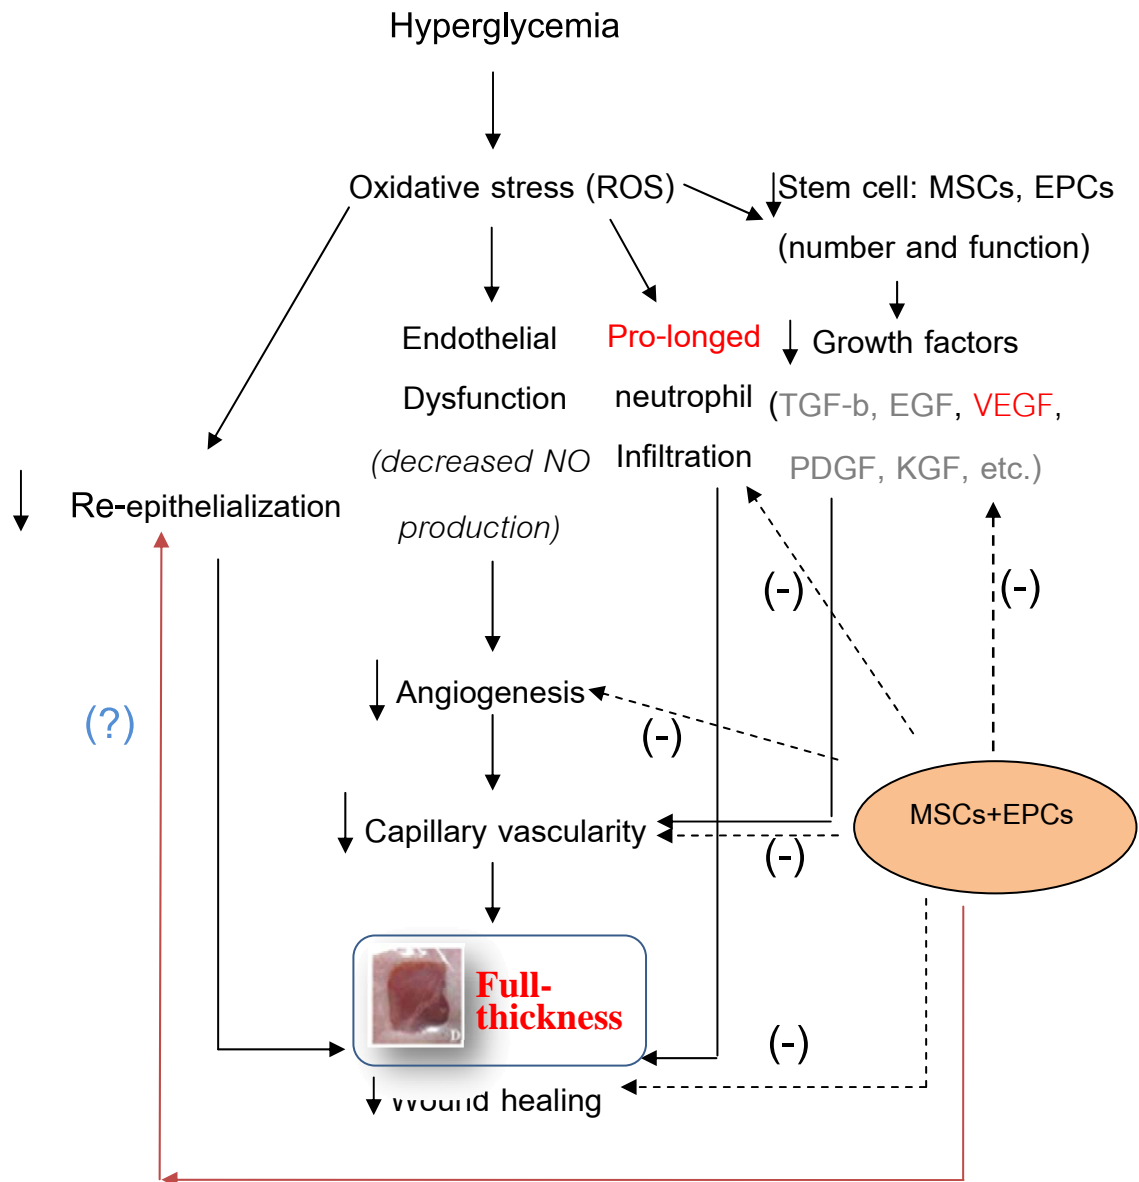 Hyperglycemia
Oxidative stress (ROS)
Stem cell: MSCs, EPCs
(number and function)
Endothelial
Dysfunction
(decreased NO
production)
Pro-longed
neutrophil
Infiltration
Growth factors
(TGF-b, EGF, VEGF,
PDGF, KGF, etc.)
Re-epithelialization
(-)
(-)
Angiogenesis
(?)
(-)
MSCs+EPCs
Capillary vascularity
(-)
Full-
thickness
D
(-)
Wound healing